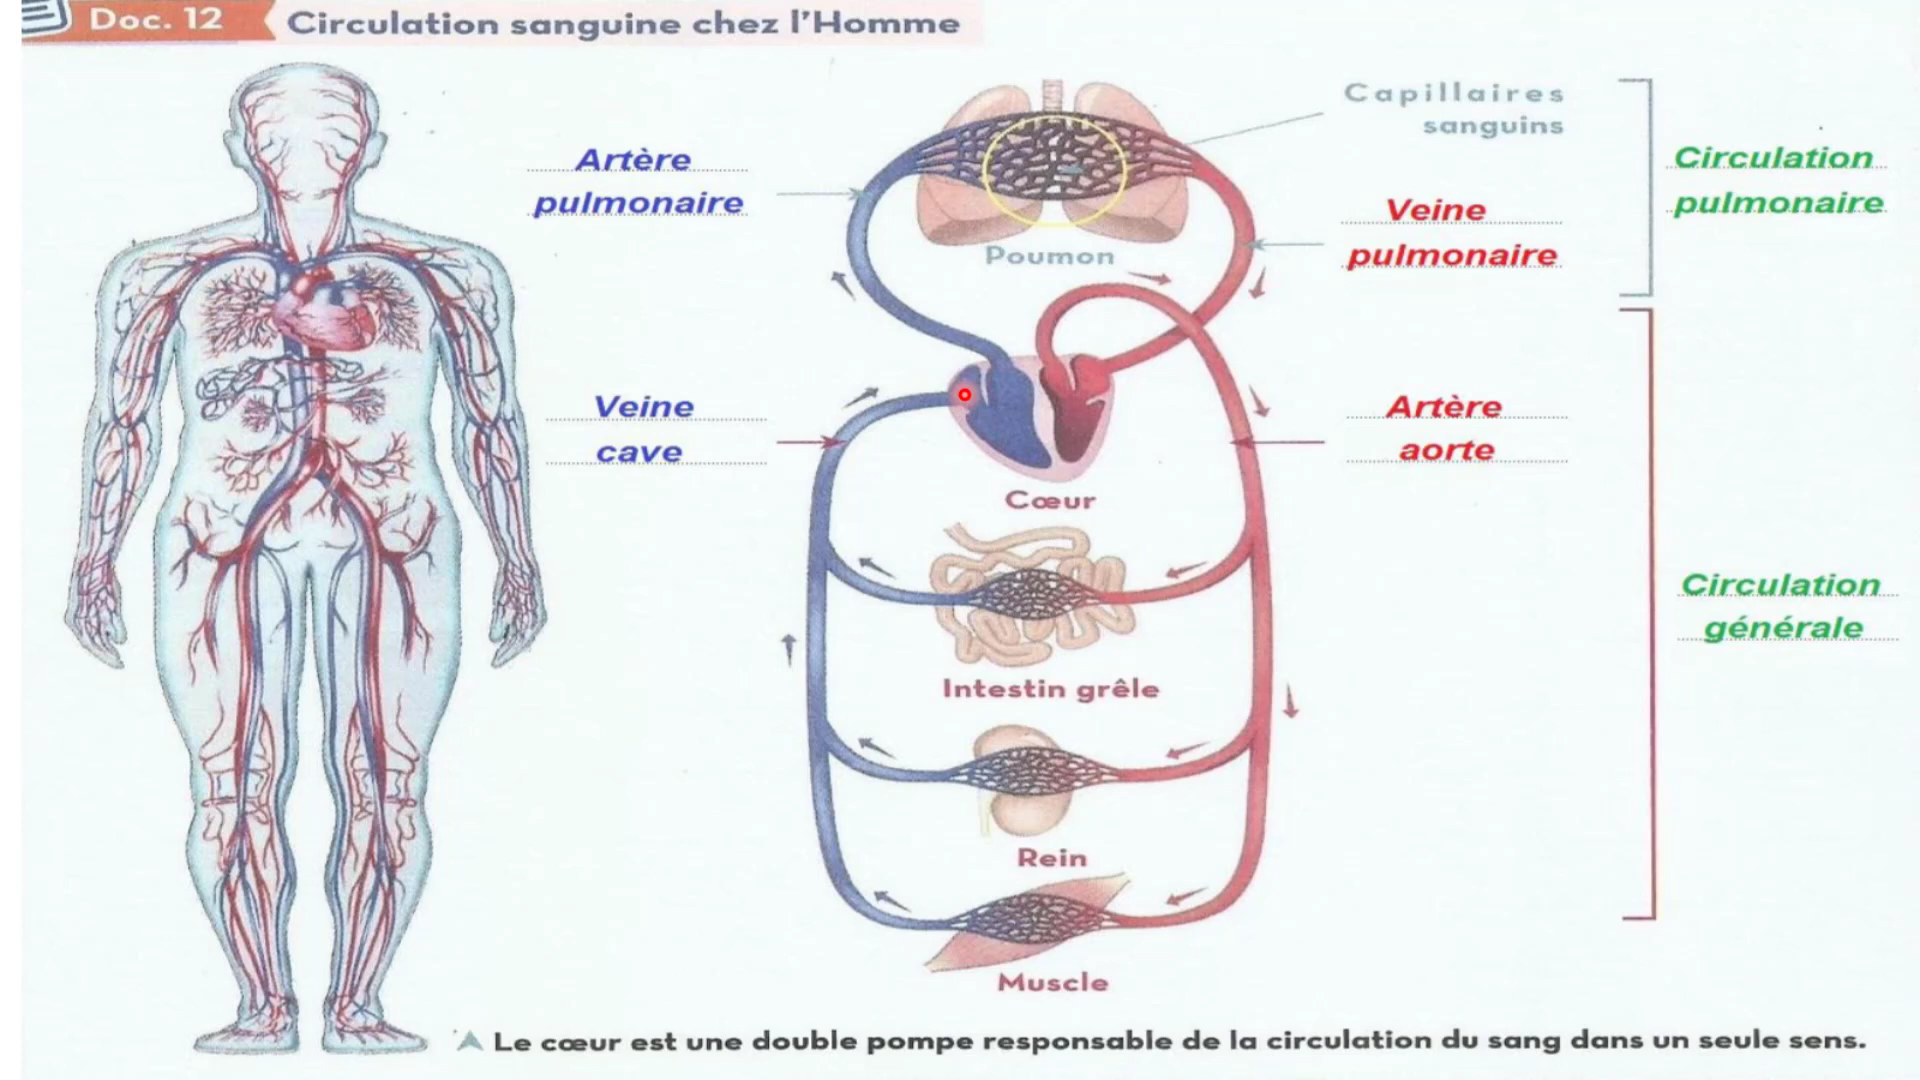 Doc. 12
Circulation sanguine chez l'Homme
Capillaires
sanguins
Artère
pulmonaire
Circulation
pulmonaire
Veine
pulmonaire
Poumon
Veine
cave
Artère
aorte
Cœur
Circulation
générale
Intestin grêle
Rein
Muscle
Le cœur est une double pompe responsable de la circulation du sang dans un seule sens.